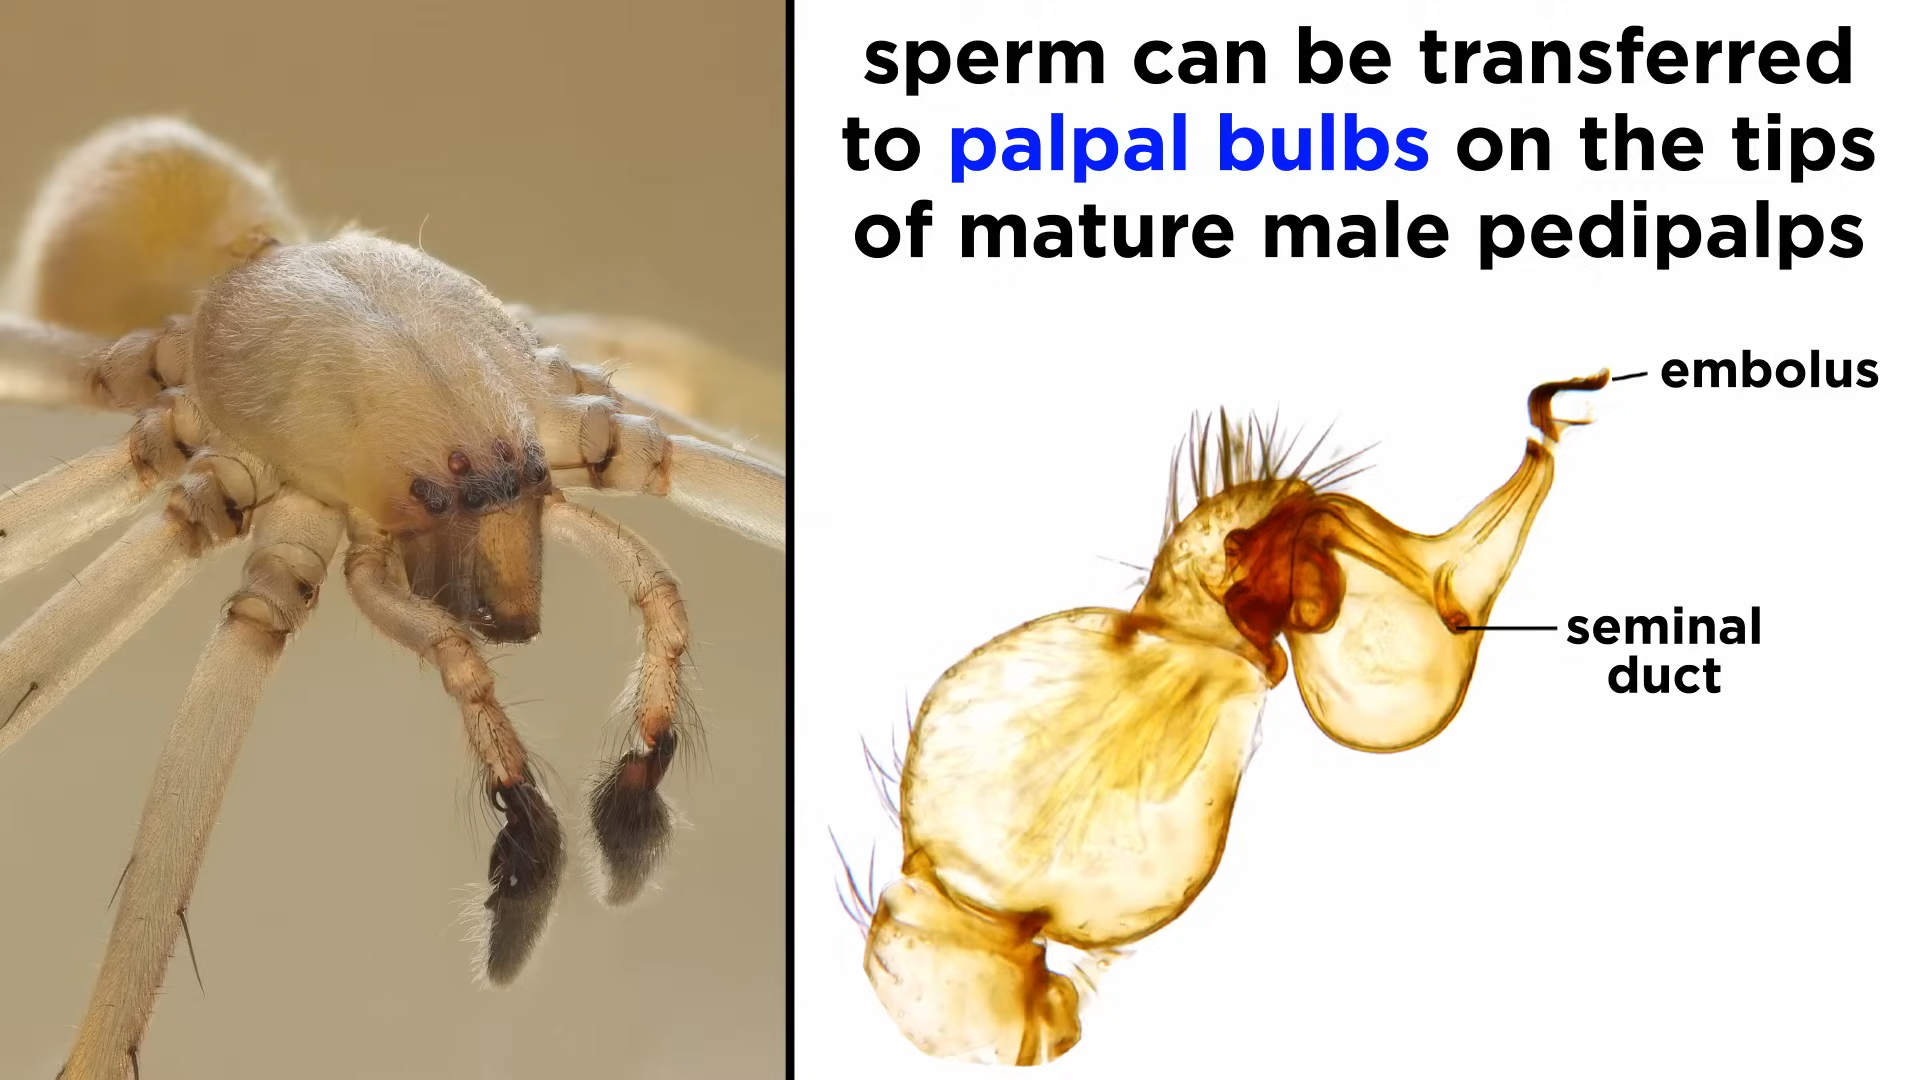 sperm can be transferred
to palpal bulbs on the tips
of mature male pedipalps
embolus
seminal
duct